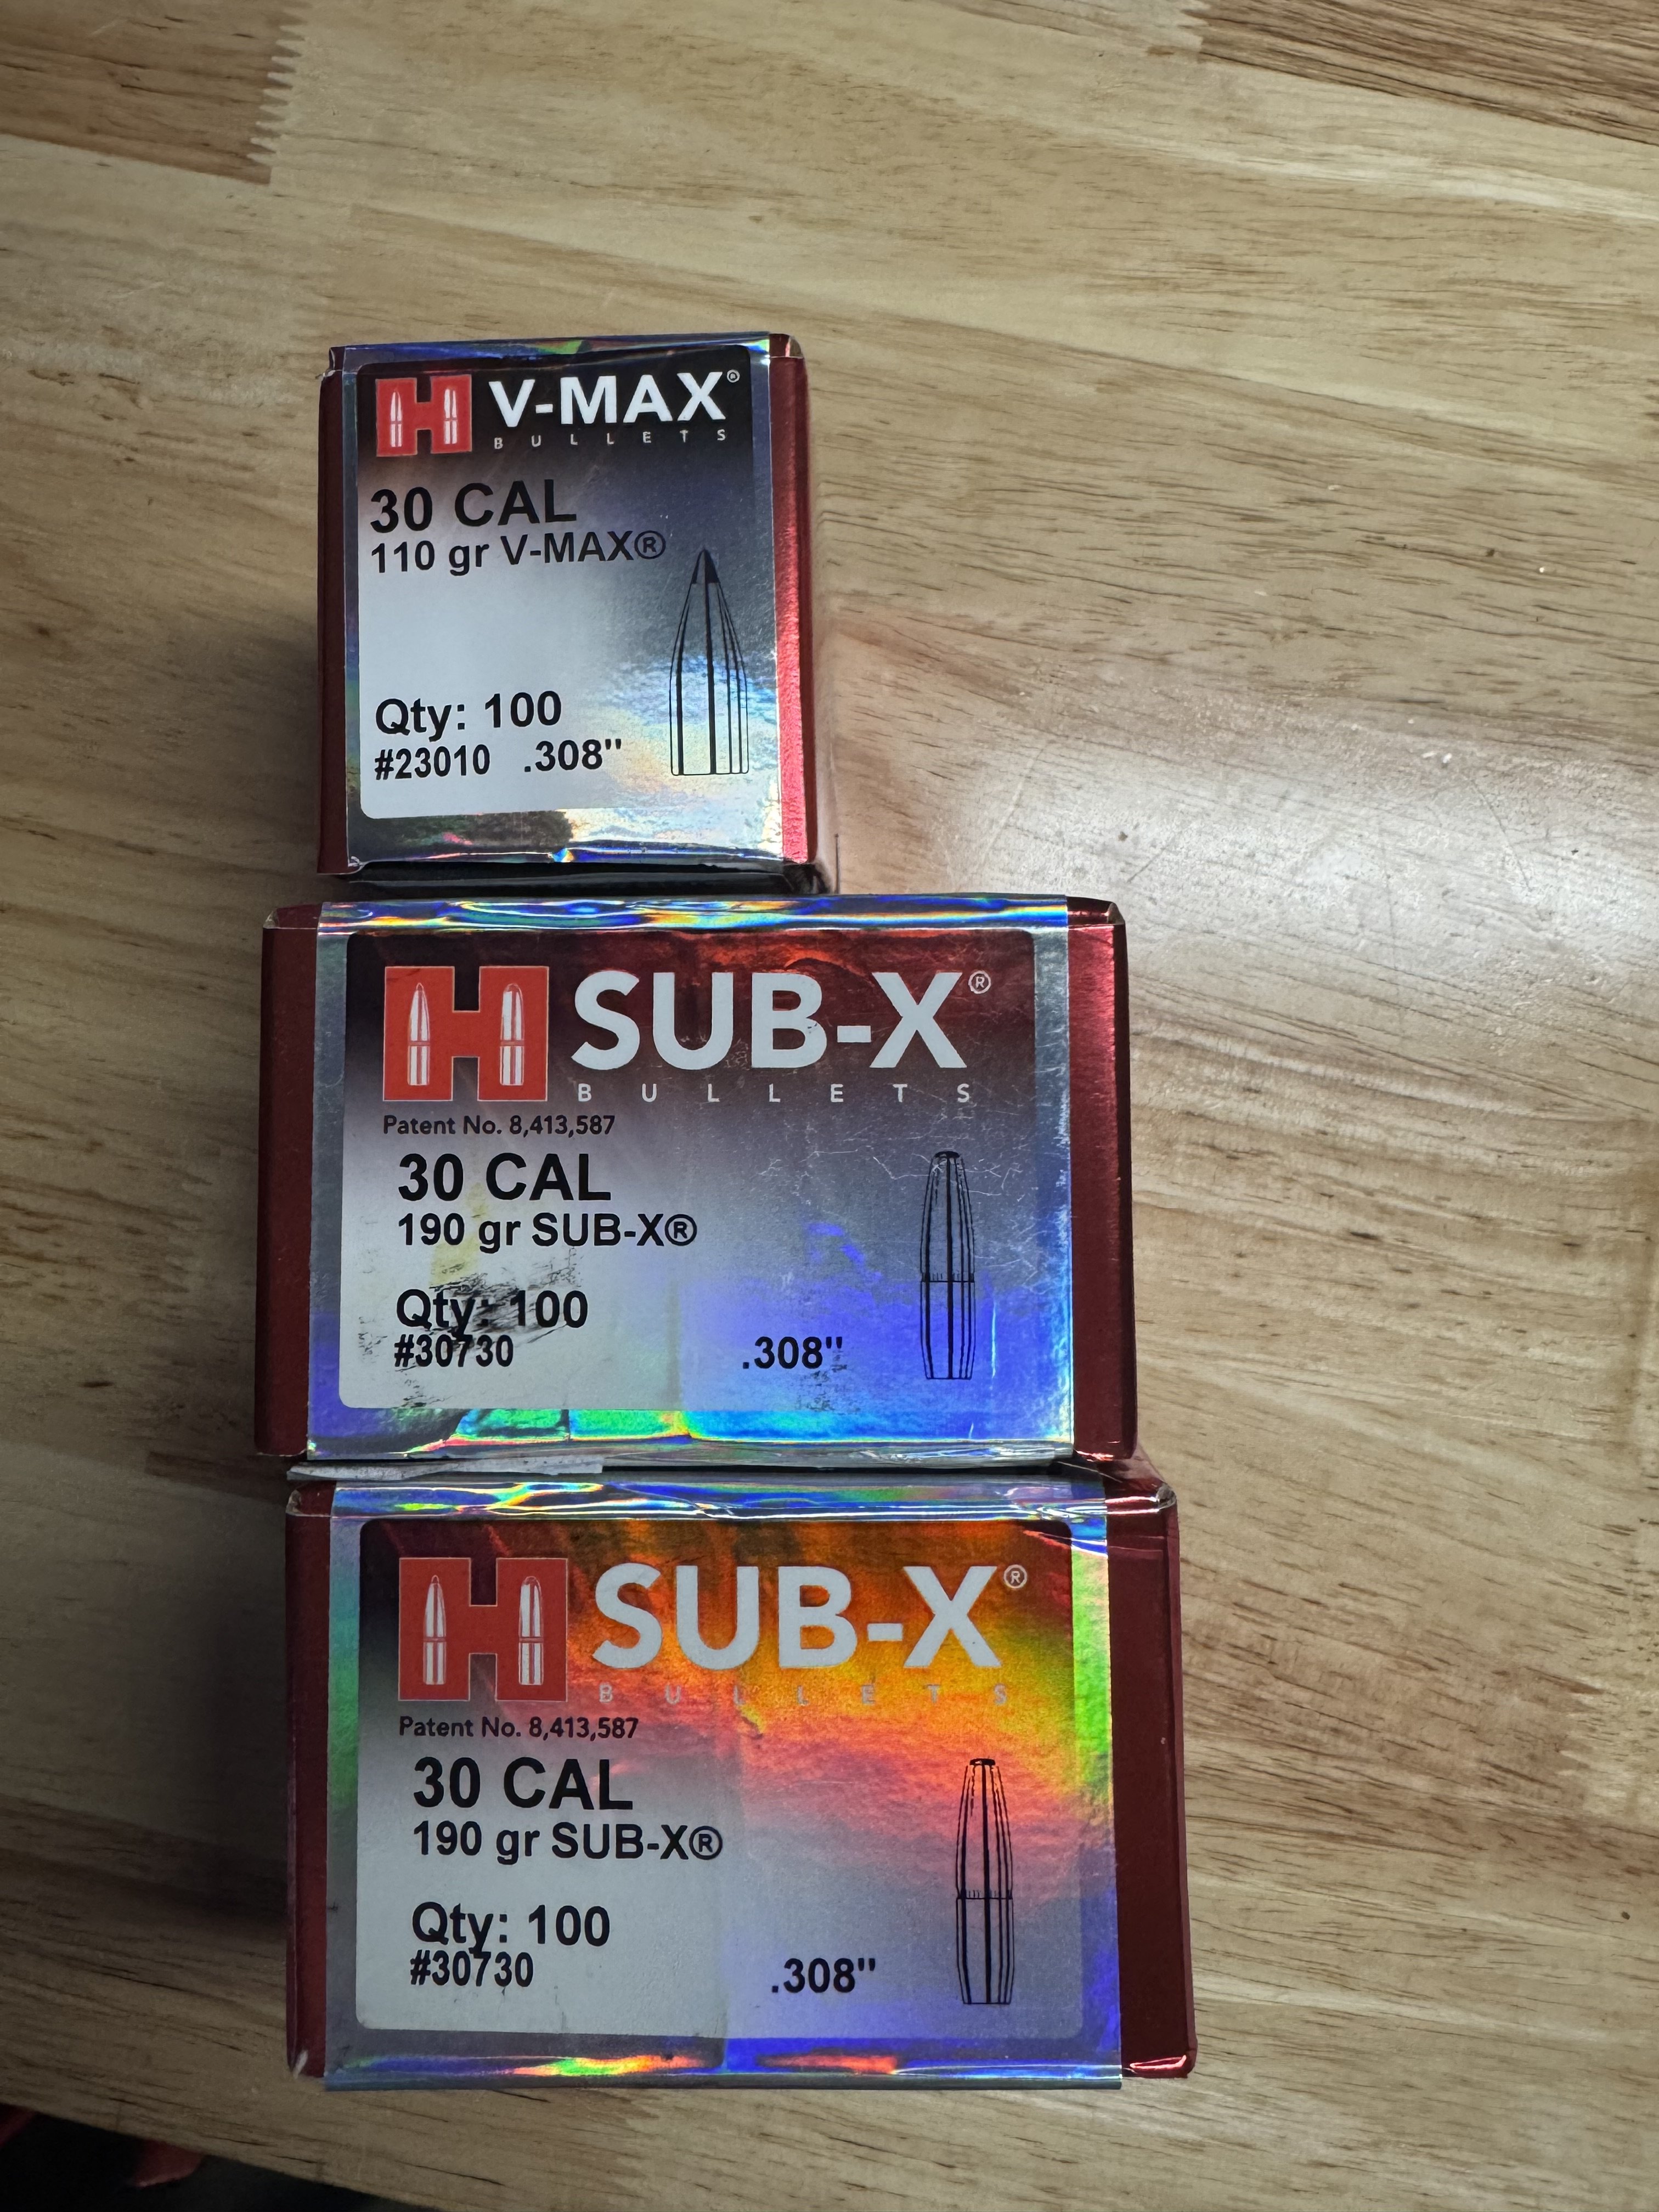 H V-MAX®
BULLETS
30 CAL
110 gr V-MAX®
Qty: 100
#23010 .308"
H SUB-X®
BULLETS
Patent No. 8,413,587
30 CAL
190 gr SUB-X®
Qty: 100
#30730 .308"
H SUB-X®
BULLETS
Patent No. 8,413,587
30 CAL
190 gr SUB-X®
Qty: 100
#30730 .308"